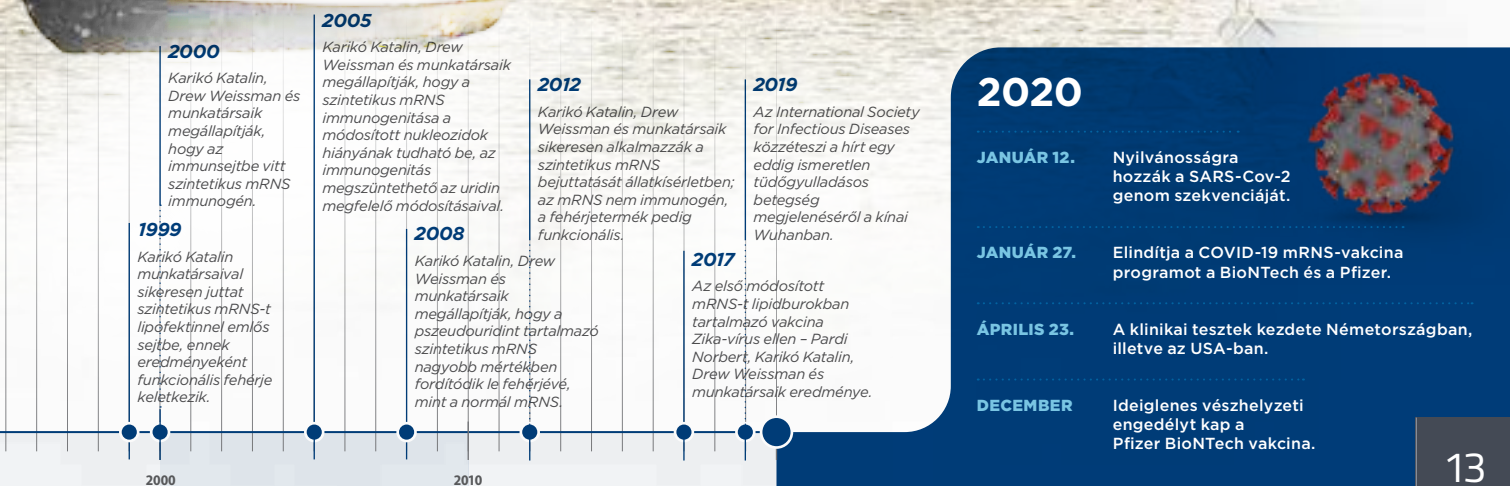 1999
Karikó Katalin
munkatársaival
sikeresen juttat
szintetikus mRNS-t
lipofektinnel emlős
sejtbe, ennek
eredményeként
funkcionális fehérje
keletkezik.
2000
Karikó Katalin,
Drew Weissman és
munkatársaik
megállapítják,
hogy az
immunsejtbe vitt
szintetikus mRNS
immunogén.
2005
Karikó Katalin, Drew
Weissman és munkatársaik
megállapítják, hogy a
szintetikus mRNS
immunogenitása a
módosított nukleozidok
hiányának tudható be, az
immunogenitás
megszüntethető az uridin
megfelelő módosításaival.
2008
Karikó Katalin, Drew
Weissman és
munkatársaik
megállapítják, hogy a
pszeudouridint tartalmazó
szintetikus mRNS
nagyobb mértékben
fordítódik le fehérjévé,
mint a normál mRNS.
2012
Karikó Katalin, Drew
Weissman és munkatársaik
sikeresen alkalmazzák a
szintetikus mRNS
bejuttatását állatkísérletben;
az mRNS nem immunogén,
a fehérjetermék pedig
funkcionális.
2017
Az első módosított
mRNS-t lipidburokban
tartalmazó vakcina
Zika-vírus ellen – Pardi
Norbert, Karikó Katalin,
Drew Weissman és
munkatársaik eredménye.
2019
Az International Society
for Infectious Diseases
közzéteszi a hírt egy
eddig ismeretlen
tüdőgyulladásos
betegség
megjelenéséről a kínai
Wuhanban.
2000
2010
2020
JANUÁR 12.
Nyilvánosságra
hozzák a SARS-Cov-2
genom szekvenciáját.
JANUÁR 27.
Elindítja a COVID-19 mRNS-vakcina
programot a BioNTech és a Pfizer.
ÁPRILIS 23.
A klinikai tesztek kezdete Németországban,
illetve az USA-ban.
DECEMBER
Ideiglenes vészhelyzeti
engedélyt kap a
Pfizer BioNTech vakcina.
13